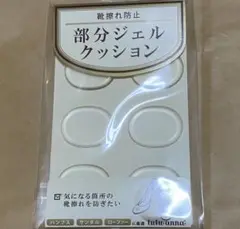 靴擦れ防止
部分ジェル
クッション
気になる箇所の
靴擦れを防ぎたい
パンプス サンダル ローファー
tutu anna